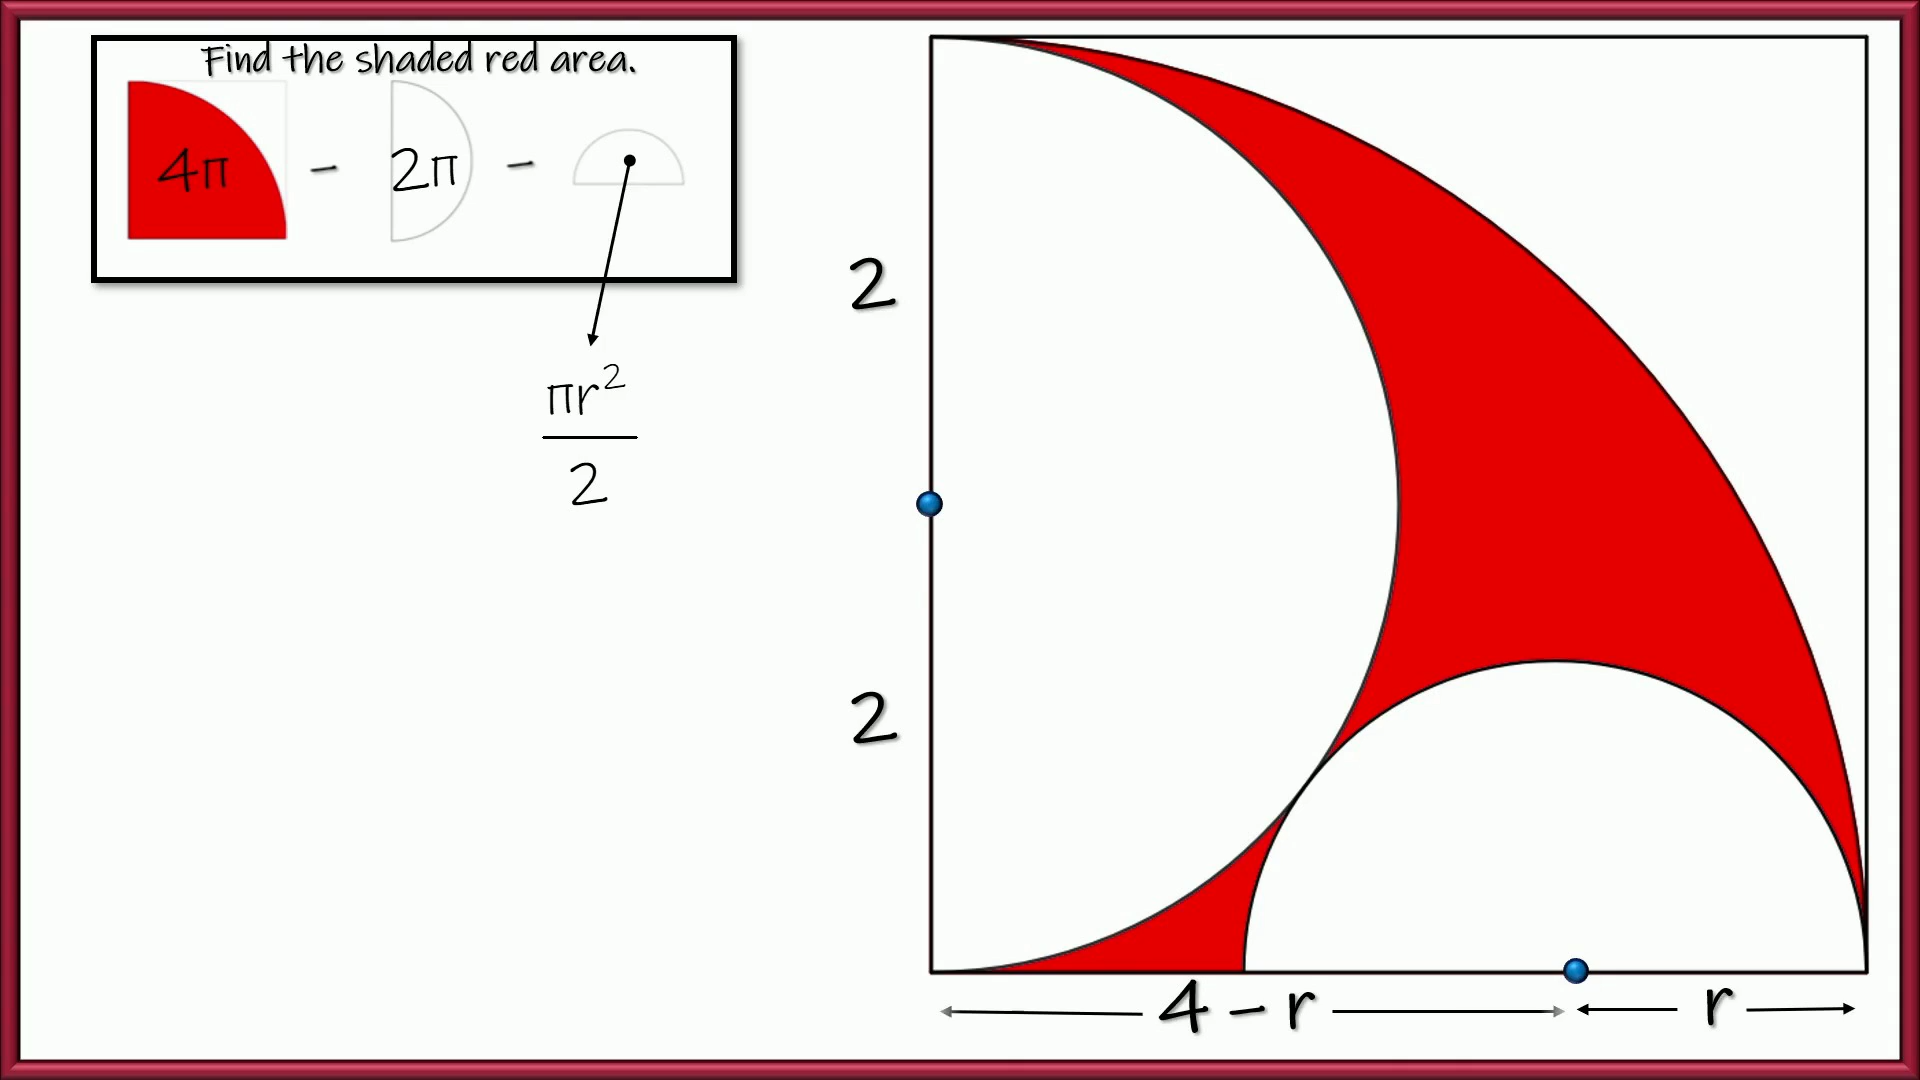 Find the shaded red area.
4π - 2π -
πr²
2
2
2
4 - r
r